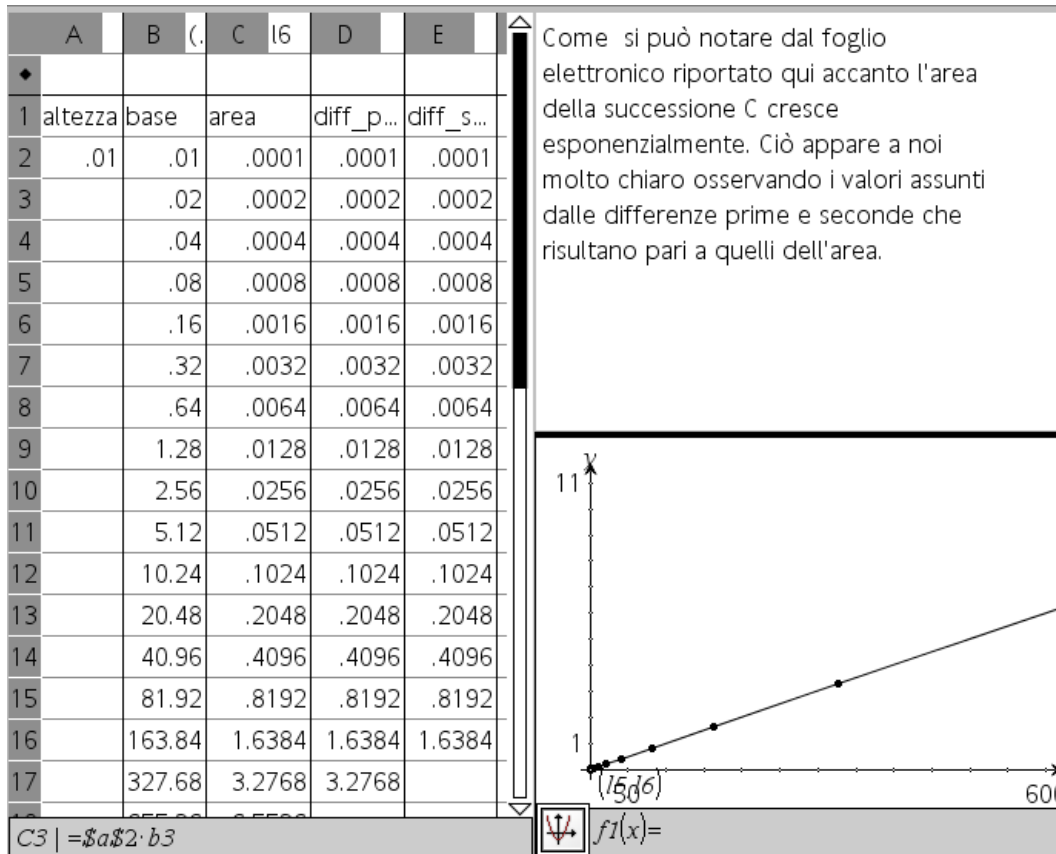 A B (. C l6 D E
◆
1 altezza base area diff_p... diff_s...
2 .01 .01 .0001 .0001 .0001
3 .02 .0002 .0002 .0002
4 .04 .0004 .0004 .0004
5 .08 .0008 .0008 .0008
6 .16 .0016 .0016 .0016
7 .32 .0032 .0032 .0032
8 .64 .0064 .0064 .0064
9 1.28 .0128 .0128 .0128
10 2.56 .0256 .0256 .0256
11 5.12 .0512 .0512 .0512
12 10.24 .1024 .1024 .1024
13 20.48 .2048 .2048 .2048
14 40.96 .4096 .4096 .4096
15 81.92 .8192 .8192 .8192
16 163.84 1.6384 1.6384 1.6384
17 327.68 3.2768 3.2768
C3 | =$a$2·b3
Come si può notare dal foglio
elettronico riportato qui accanto l'area
della successione C cresce
esponenzialmente. Ciò appare a noi
molto chiaro osservando i valori assunti
dalle differenze prime e seconde che
risultano pari a quelli dell'area.
y
11
1
(l5,l6)
50
600
f1(x)=